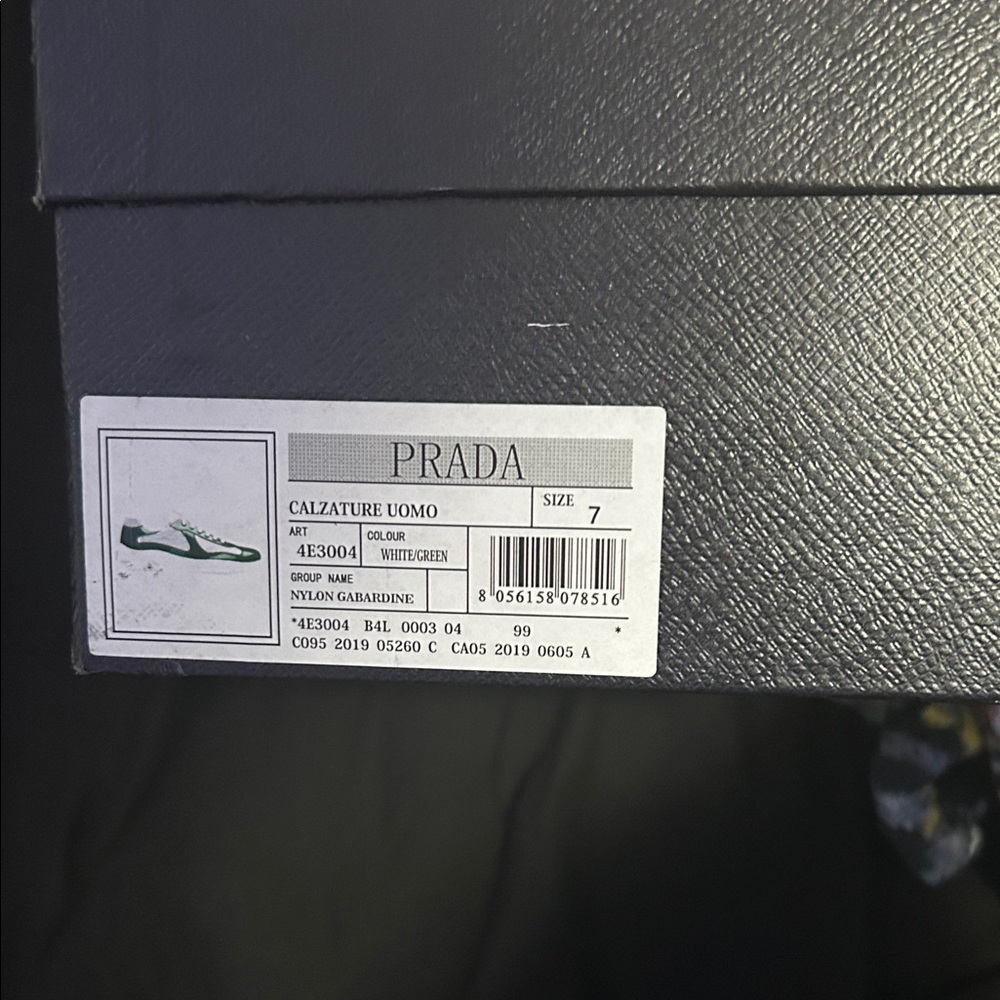 PRADA
CALZATURE UOMO
SIZE 7
ART 4E3004
COLOUR WHITE/GREEN
GROUP NAME
NYLON GABARDINE
8 056158 078516
*4E3004 B4L 0003 04 99 *
C095 2019 05260 C CA05 2019 0605 A